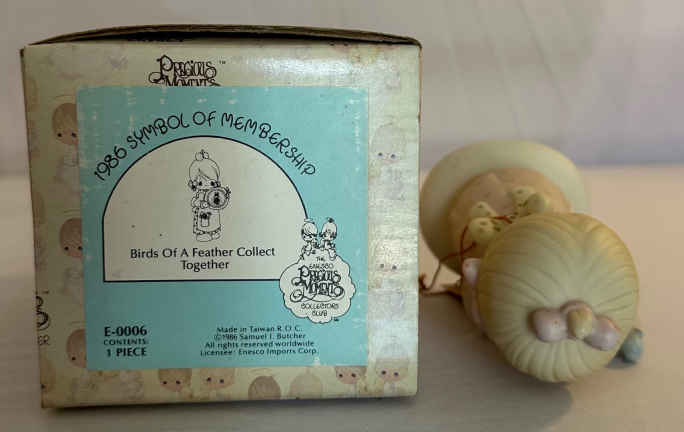 PRECIOUS
MOMENTS™
1986 SYMBOL OF MEMBERSHIP
Birds Of A Feather Collect
Together
THE
ENESCO
PRECIOUS
MOMENTS
COLLECTORS
CLUB
E-0006
CONTENTS:
1 PIECE
Made in Taiwan R.O.C.
©1986 Samuel J. Butcher
All rights reserved worldwide
Licensee: Enesco Imports Corp.